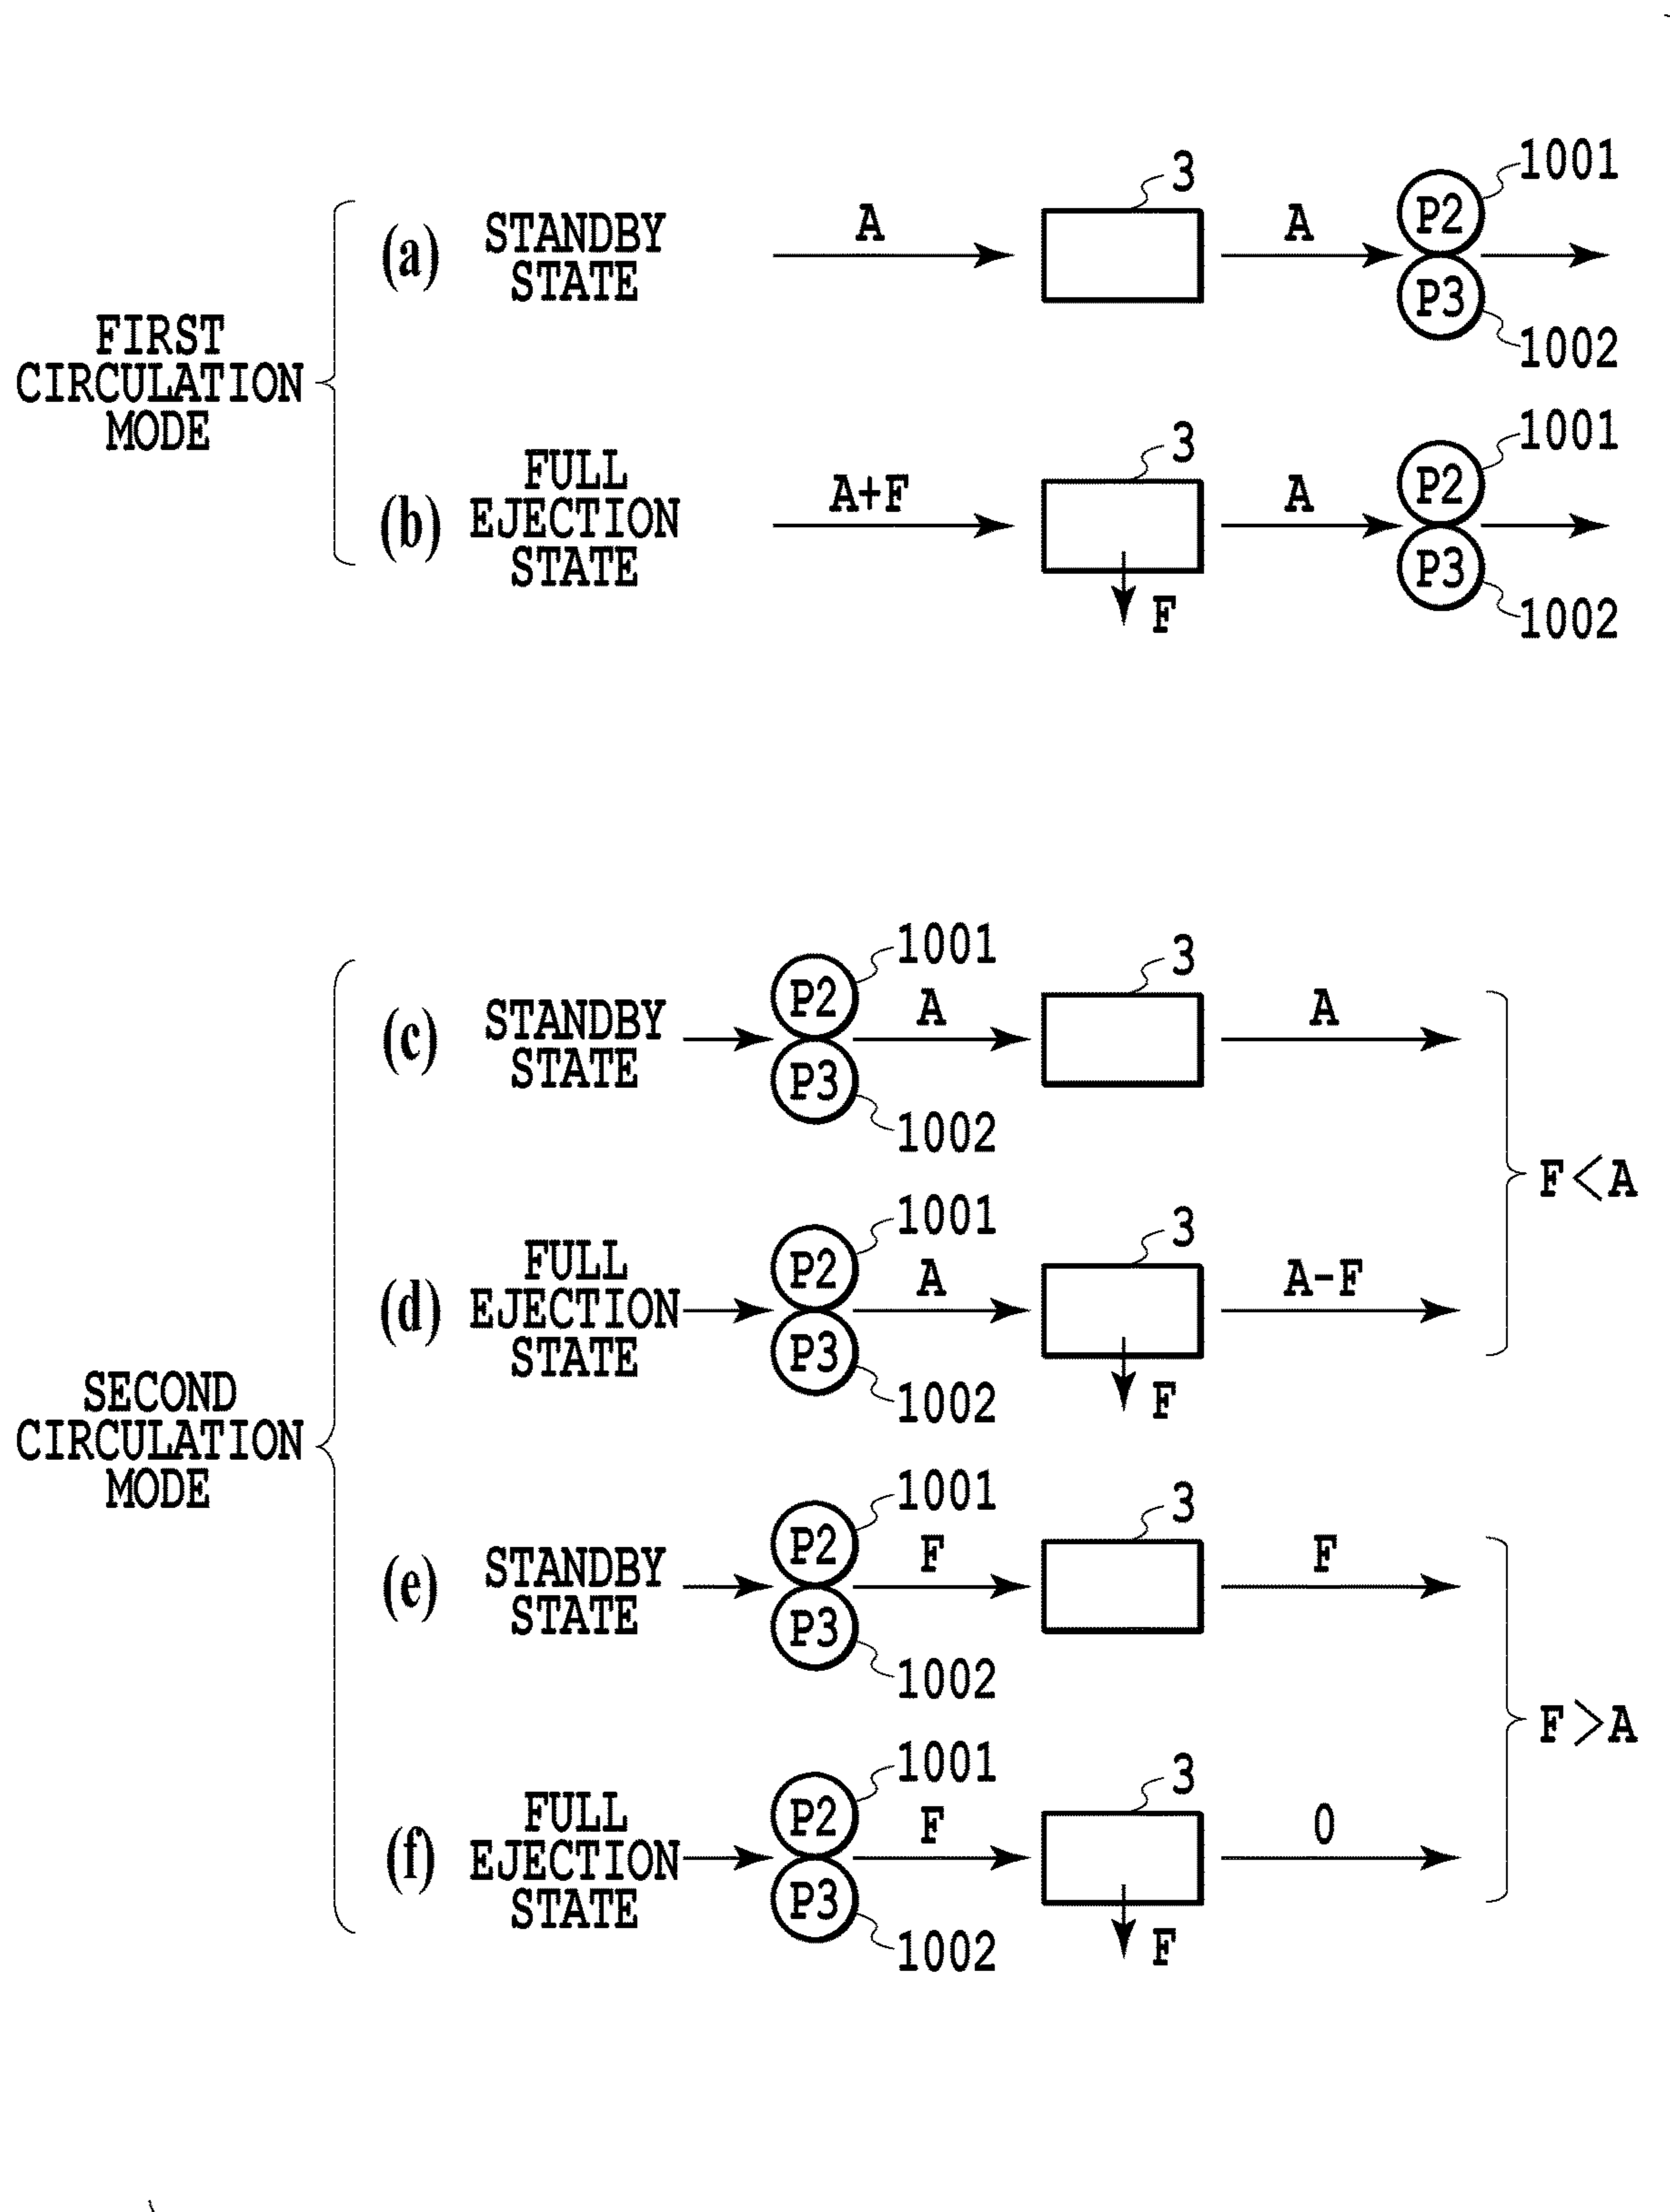 FIRST
CIRCULATION
MODE
(a)
STANDBY
STATE
A
3
A
P2
P3
1001
1002
(b)
FULL
EJECTION
STATE
A+F
3
F
A
P2
P3
1001
1002
SECOND
CIRCULATION
MODE
(c)
STANDBY
STATE
P2
P3
1001
1002
A
3
A
(d)
FULL
EJECTION
STATE
P2
P3
1001
1002
A
3
F
A-F
F<A
(e)
STANDBY
STATE
P2
P3
1001
1002
F
3
F
(f)
FULL
EJECTION
STATE
P2
P3
1001
1002
F
3
F
0
F>A